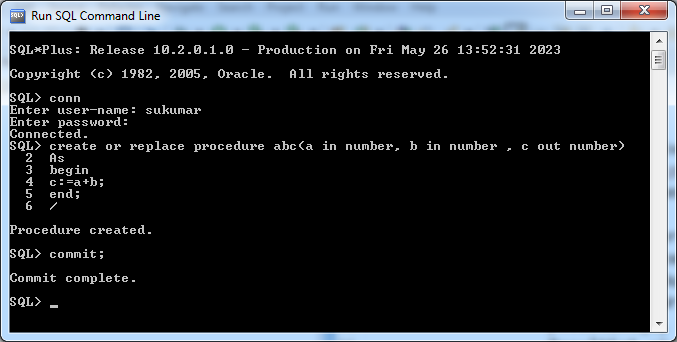 Run SQL Command Line
SQL*Plus: Release 10.2.0.1.0 - Production on Fri May 26 13:52:31 2023
Copyright (c) 1982, 2005, Oracle.  All rights reserved.
SQL> conn
Enter user-name: sukumar
Enter password:
Connected.
SQL> create or replace procedure abc(a in number, b in number , c out number)
  2  As
  3  begin
  4  c:=a+b;
  5  end;
  6  /
Procedure created.
SQL> commit;
Commit complete.
SQL> _